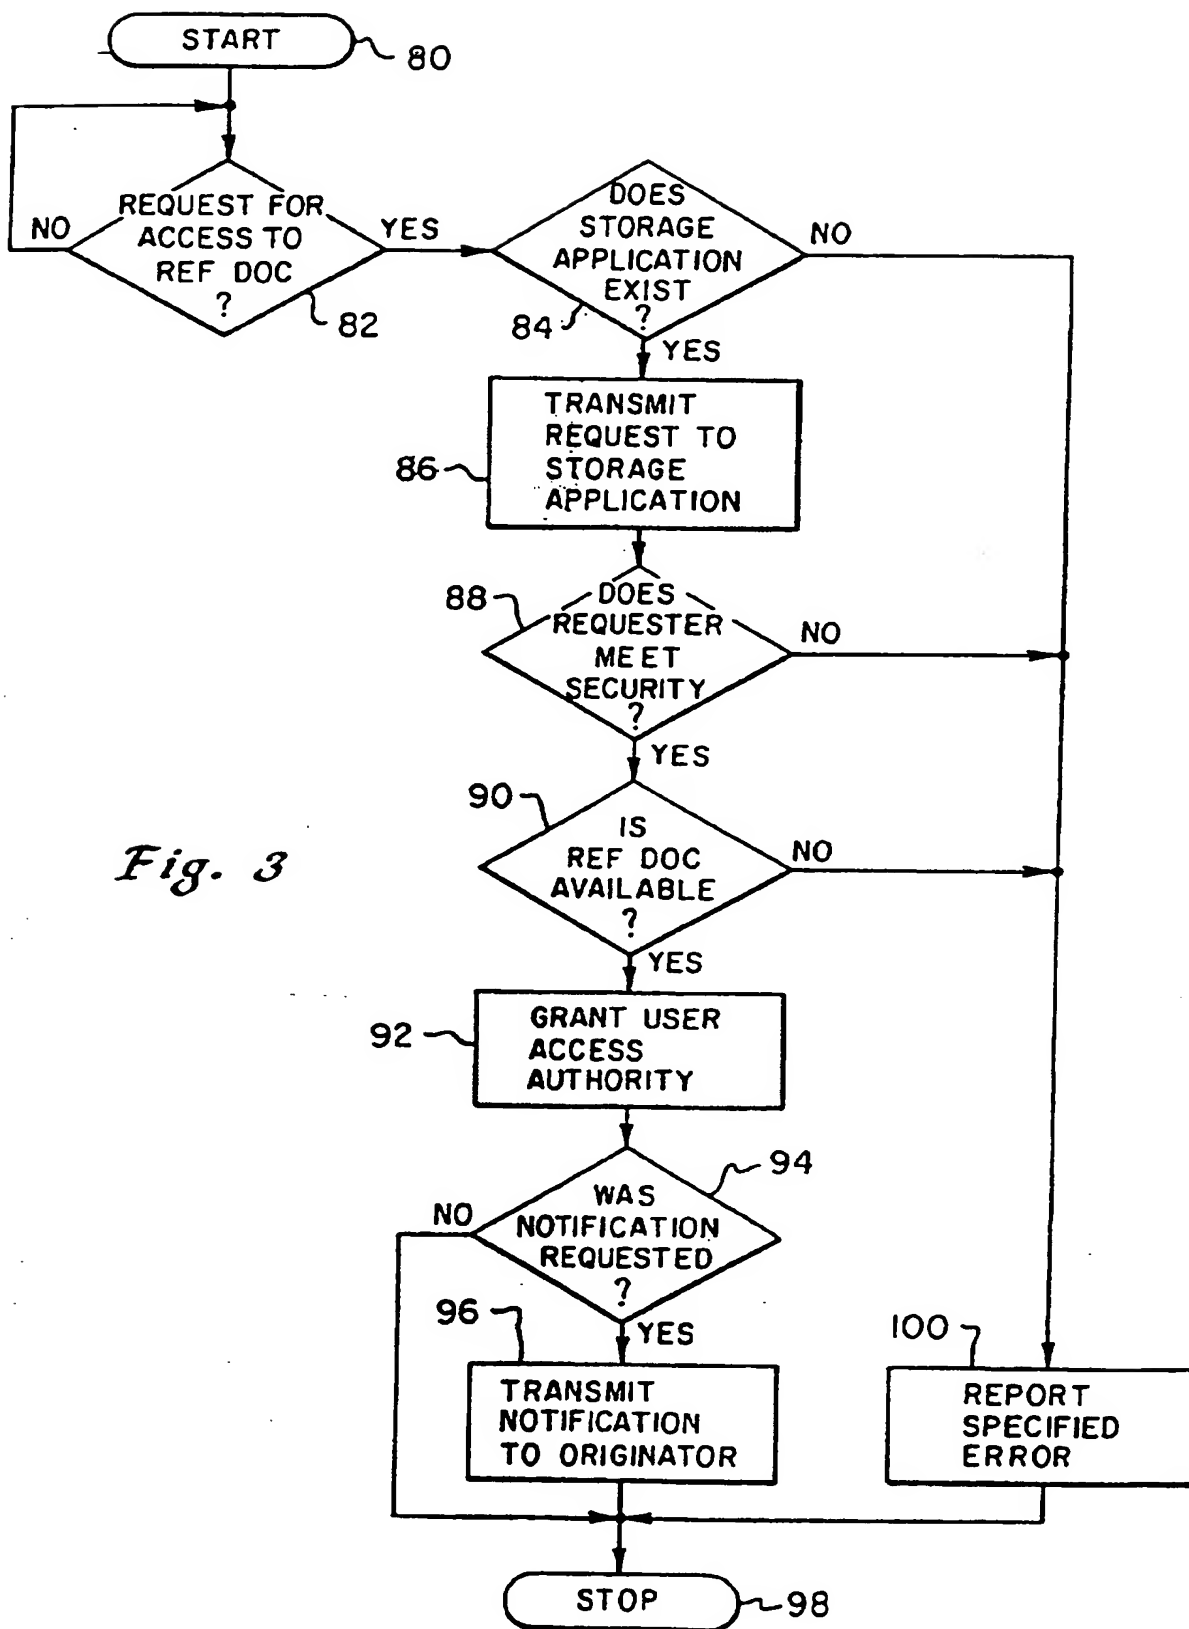 START
80
REQUEST FOR
ACCESS TO
REF DOC
?
NO
YES
82
DOES
STORAGE
APPLICATION
EXIST
?
NO
84
YES
TRANSMIT
REQUEST TO
STORAGE
APPLICATION
86
88
DOES
REQUESTER
MEET
SECURITY
?
NO
YES
90
IS
REF DOC
AVAILABLE
?
NO
YES
Fig. 3
92
GRANT USER
ACCESS
AUTHORITY
94
WAS
NOTIFICATION
REQUESTED
?
NO
YES
96
TRANSMIT
NOTIFICATION
TO ORIGINATOR
100
REPORT
SPECIFIED
ERROR
STOP
98